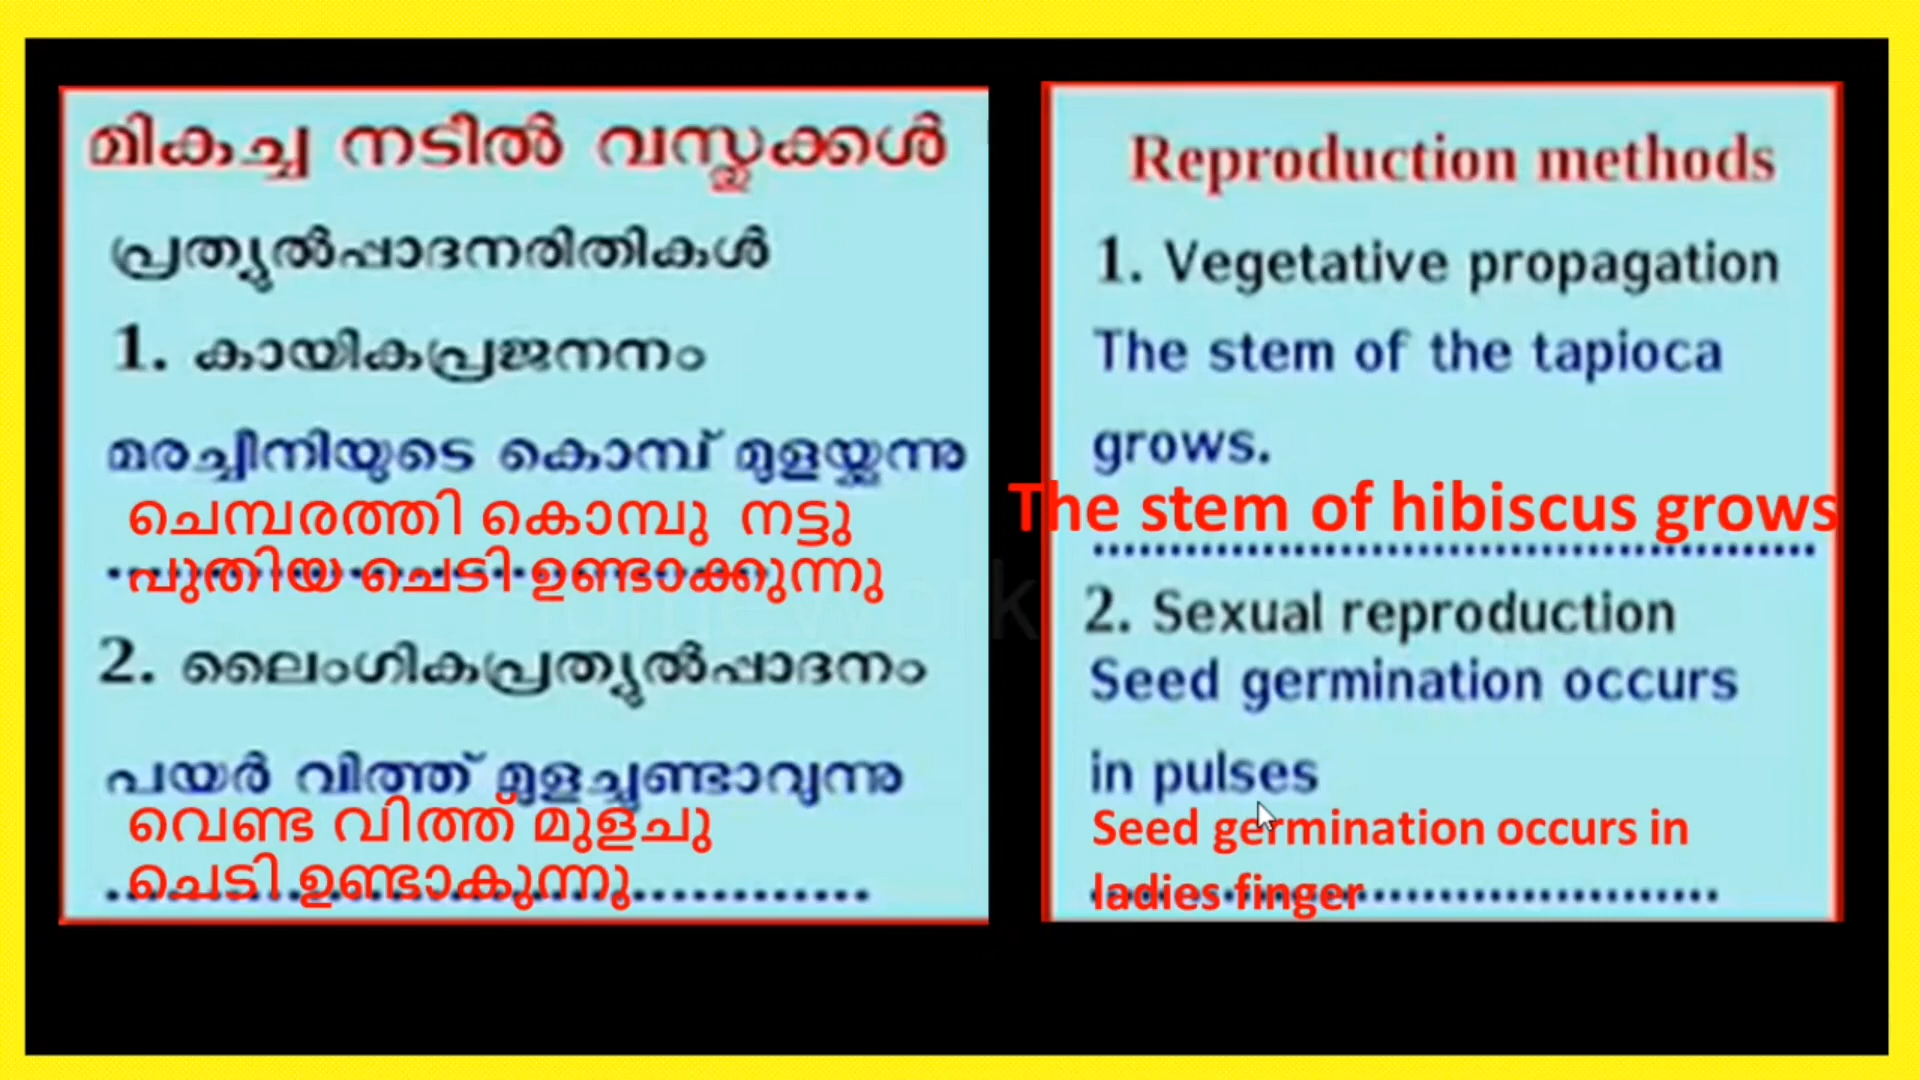 മികച്ച നടീൽ വസ്തുക്കൾ
പ്രത്യുൽപ്പാദനരിതികൾ
1. കായികപ്രജനനം
മരച്ചീനിയുടെ കൊമ്പ് മുളയ്ക്കുന്നു
ചെമ്പരത്തി കൊമ്പു നട്ടു
പുതിയ ചെടി ഉണ്ടാക്കുന്നു
2. ലൈംഗികപ്രത്യുൽപ്പാദനം
പയർ വിത്ത് മുളച്ചുണ്ടാവുന്നു
വെണ്ട വിത്ത് മുളചു
ചെടി ഉണ്ടാകുന്നു
Reproduction methods
1. Vegetative propagation
The stem of the tapioca
grows.
The stem of hibiscus grows
2. Sexual reproduction
Seed germination occurs
in pulses
Seed germination occurs in
ladies finger